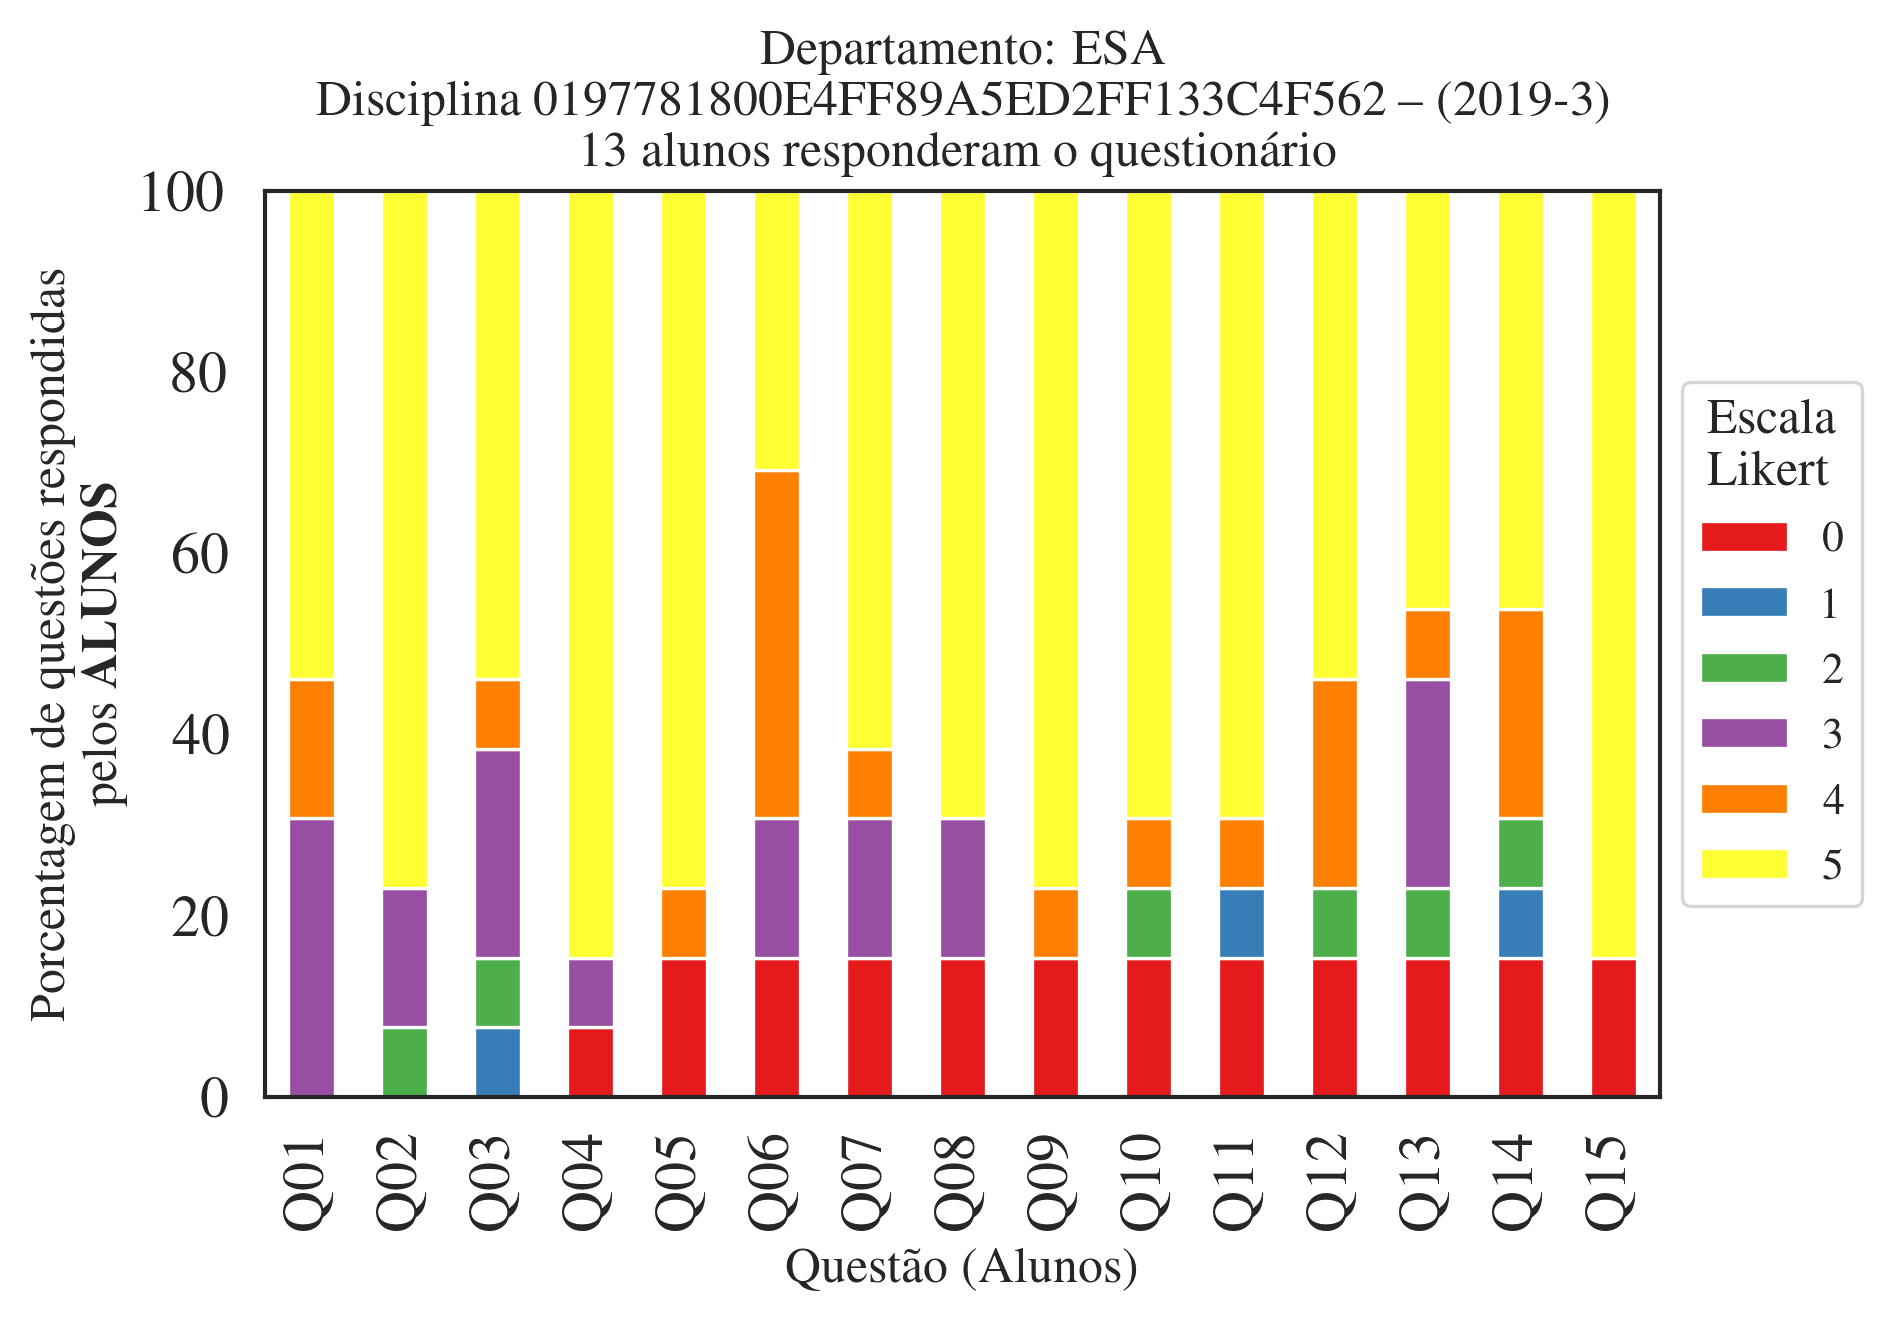 Departamento: ESA
Disciplina 0197781800E4FF89A5ED2FF133C4F562 – (2019-3)
13 alunos responderam o questionário
Porcentagem de questões respondidas
pelos ALUNOS
100
80
60
40
20
0
Q01
Q02
Q03
Q04
Q05
Q06
Q07
Q08
Q09
Q10
Q11
Q12
Q13
Q14
Q15
Questão (Alunos)
Escala
Likert
0
1
2
3
4
5